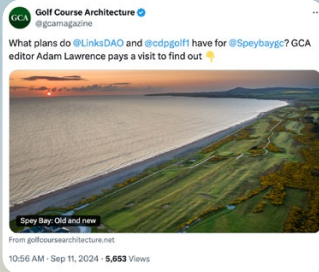 GCA
Golf Course Architecture
@gcamagazine
What plans do @LinksDAO and @cdpgolf1 have for @Speybaygc? GCA
editor Adam Lawrence pays a visit to find out 👇
Spey Bay: Old and new
From golfcoursearchitecture.net
10:56 AM · Sep 11, 2024 · 5,653 Views